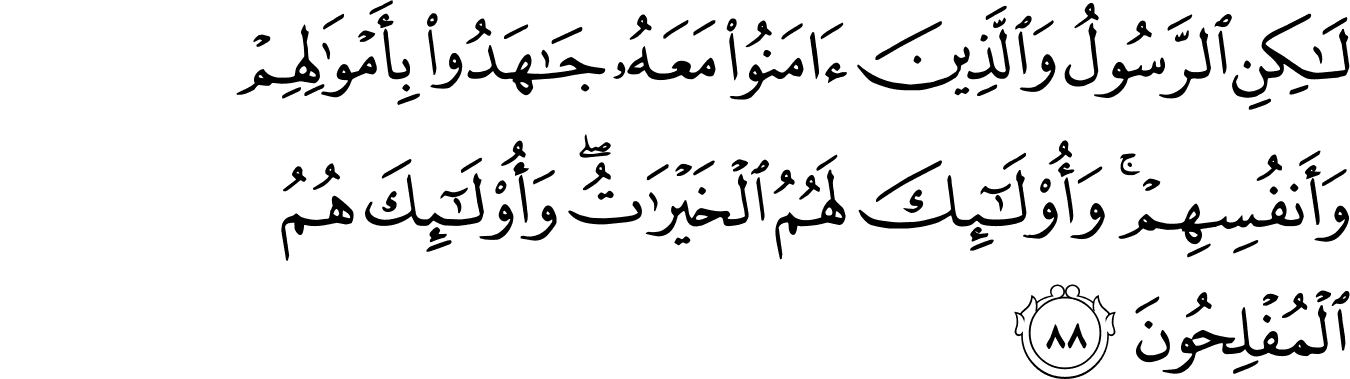 لَٰكِنِ ٱلرَّسُولُ وَٱلَّذِينَ ءَامَنُوا۟ مَعَهُۥ جَٰهَدُوا۟ بِأَمْوَٰلِهِمْ
وَأَنفُسِهِمْ ۚ وَأُو۟لَٰٓئِكَ لَهُمُ ٱلْخَيْرَٰتُ ۖ وَأُو۟لَٰٓئِكَ هُمُ
ٱلْمُفْلِحُونَ ٨٨